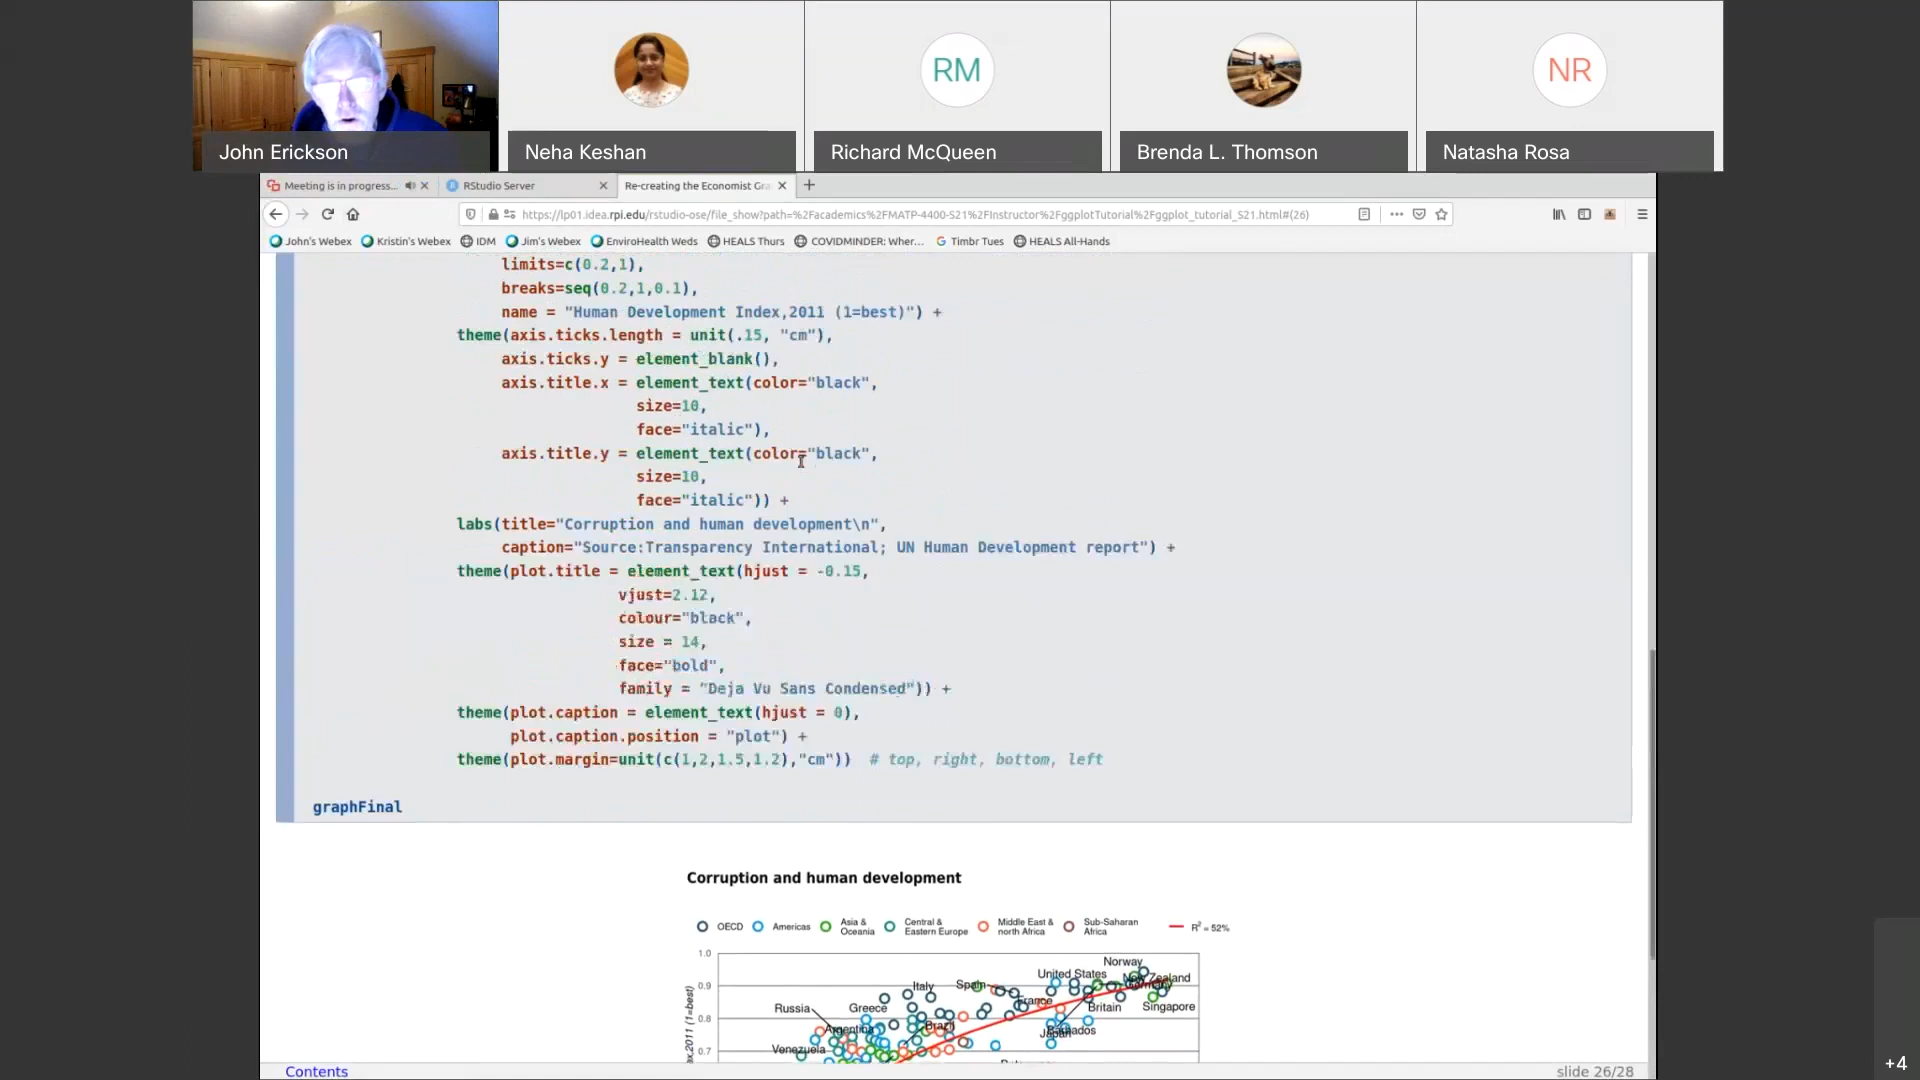 RM
NR
John Erickson
Neha Keshan
Richard McQueen
Brenda L. Thomson
Natasha Rosa
Meeting is in progress...
RStudio Server
Re-creating the Economist Gra
https://lp01.idea.rpi.edu/rstudio-ose/file_show?path=%2Facademics%2FMATP-4400-S21%2FInstructor%2FggplotTutorial%2Fggplot_tutorial_S21.html#(26)
John's Webex
Kristin's Webex
IDM
Jim's Webex
EnviroHealth Weds
HEALS Thurs
COVIDMINDER: Wher...
Timbr Tues
HEALS All-Hands
limits=c(0.2,1),
breaks=seq(0.2,1,0.1),
name = "Human Development Index,2011 (1=best)") +
theme(axis.ticks.length = unit(.15, "cm"),
axis.ticks.y = element_blank(),
axis.title.x = element_text(color="black",
size=10,
face="italic"),
axis.title.y = element_text(color="black",
size=10,
face="italic")) +
labs(title="Corruption and human development\n",
caption="Source:Transparency International; UN Human Development report") +
theme(plot.title = element_text(hjust = -0.15,
vjust=2.12,
colour="black",
size = 14,
face="bold",
family = "Deja Vu Sans Condensed")) +
theme(plot.caption = element_text(hjust = 0),
plot.caption.position = "plot") +
theme(plot.margin=unit(c(1,2,1.5,1.2),"cm")) # top, right, bottom, left
graphFinal
Corruption and human development
OECD
Americas
Asia &
Oceania
Central &
Eastern Europe
Middle East &
north Africa
Sub-Saharan
Africa
R² = 52%
1.0
Norway
United States
New Zealand
0.9
Italy
Spain
Germany
France
Russia
Greece
Britain
Singapore
0.8
Argentina
Brazil
Japan
Barbados
Venezuela
0.7
ex,2011 (1=best)
Contents
slide 26/28
+4